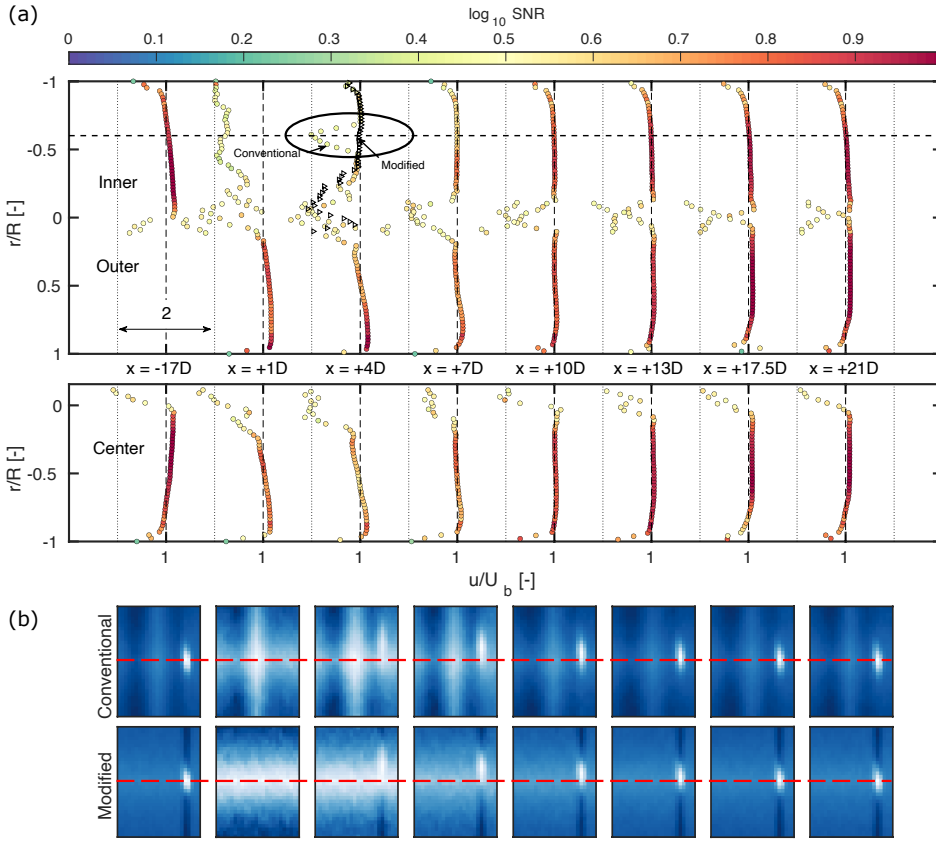 (a)
log10 SNR
0 0.1 0.2 0.3 0.4 0.5 0.6 0.7 0.8 0.9
-1
-0.5
0
0.5
1
r/R [-]
Inner
Outer
Conventional
Modified
2
x = -17D x = +1D x = +4D x = +7D x = +10D x = +13D x = +17.5D x = +21D
0
-0.5
-1
r/R [-]
Center
1 1 1 1 1 1 1 1
u/U b [-]
(b)
Conventional
Modified